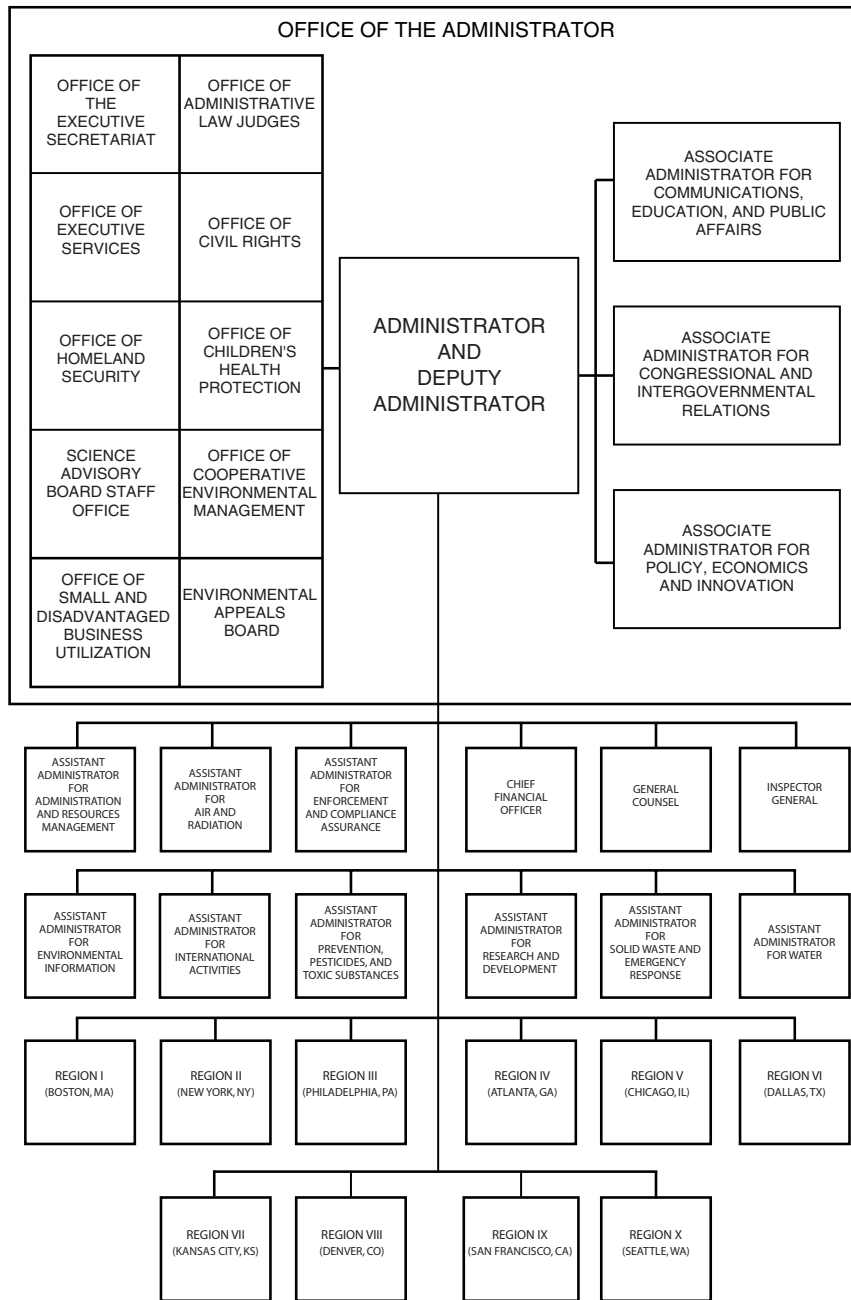 OFFICE OF THE ADMINISTRATOR
OFFICE OF
THE
EXECUTIVE
SECRETARIAT
OFFICE OF
ADMINISTRATIVE
LAW JUDGES
OFFICE OF
EXECUTIVE
SERVICES
OFFICE OF
CIVIL RIGHTS
OFFICE OF
HOMELAND
SECURITY
OFFICE OF
CHILDREN'S
HEALTH
PROTECTION
SCIENCE
ADVISORY
BOARD STAFF
OFFICE
OFFICE OF
COOPERATIVE
ENVIRONMENTAL
MANAGEMENT
OFFICE OF
SMALL AND
DISADVANTAGED
BUSINESS
UTILIZATION
ENVIRONMENTAL
APPEALS
BOARD
ADMINISTRATOR
AND
DEPUTY
ADMINISTRATOR
ASSOCIATE
ADMINISTRATOR FOR
COMMUNICATIONS,
EDUCATION, AND PUBLIC
AFFAIRS
ASSOCIATE
ADMINISTRATOR FOR
CONGRESSIONAL AND
INTERGOVERNMENTAL
RELATIONS
ASSOCIATE
ADMINISTRATOR FOR
POLICY, ECONOMICS
AND INNOVATION
ASSISTANT
ADMINISTRATOR
FOR
ADMINISTRATION
AND RESOURCES
MANAGEMENT
ASSISTANT
ADMINISTRATOR
FOR
AIR AND
RADIATION
ASSISTANT
ADMINISTRATOR
FOR
ENFORCEMENT
AND COMPLIANCE
ASSURANCE
CHIEF
FINANCIAL
OFFICER
GENERAL
COUNSEL
INSPECTOR
GENERAL
ASSISTANT
ADMINISTRATOR
FOR
ENVIRONMENTAL
INFORMATION
ASSISTANT
ADMINISTRATOR
FOR
INTERNATIONAL
ACTIVITIES
ASSISTANT
ADMINISTRATOR
FOR
PREVENTION,
PESTICIDES, AND
TOXIC SUBSTANCES
ASSISTANT
ADMINISTRATOR
FOR
RESEARCH AND
DEVELOPMENT
ASSISTANT
ADMINISTRATOR
FOR
SOLID WASTE AND
EMERGENCY
RESPONSE
ASSISTANT
ADMINISTRATOR
FOR WATER
REGION I
(BOSTON, MA)
REGION II
(NEW YORK, NY)
REGION III
(PHILADELPHIA, PA)
REGION IV
(ATLANTA, GA)
REGION V
(CHICAGO, IL)
REGION VI
(DALLAS, TX)
REGION VII
(KANSAS CITY, KS)
REGION VIII
(DENVER, CO)
REGION IX
(SAN FRANCISCO, CA)
REGION X
(SEATTLE, WA)